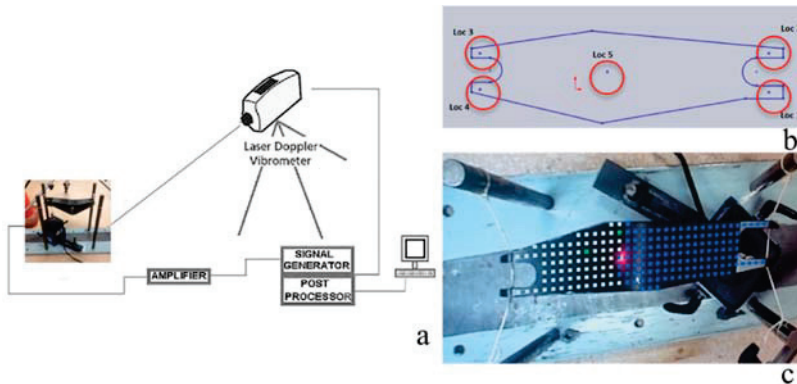 Laser Doppler
Vibrometer
SIGNAL
GENERATOR
AMPLIFIER
POST
PROCESSOR
a
Loc 3
Loc
Loc 5
Loc 4
Loc
b
c